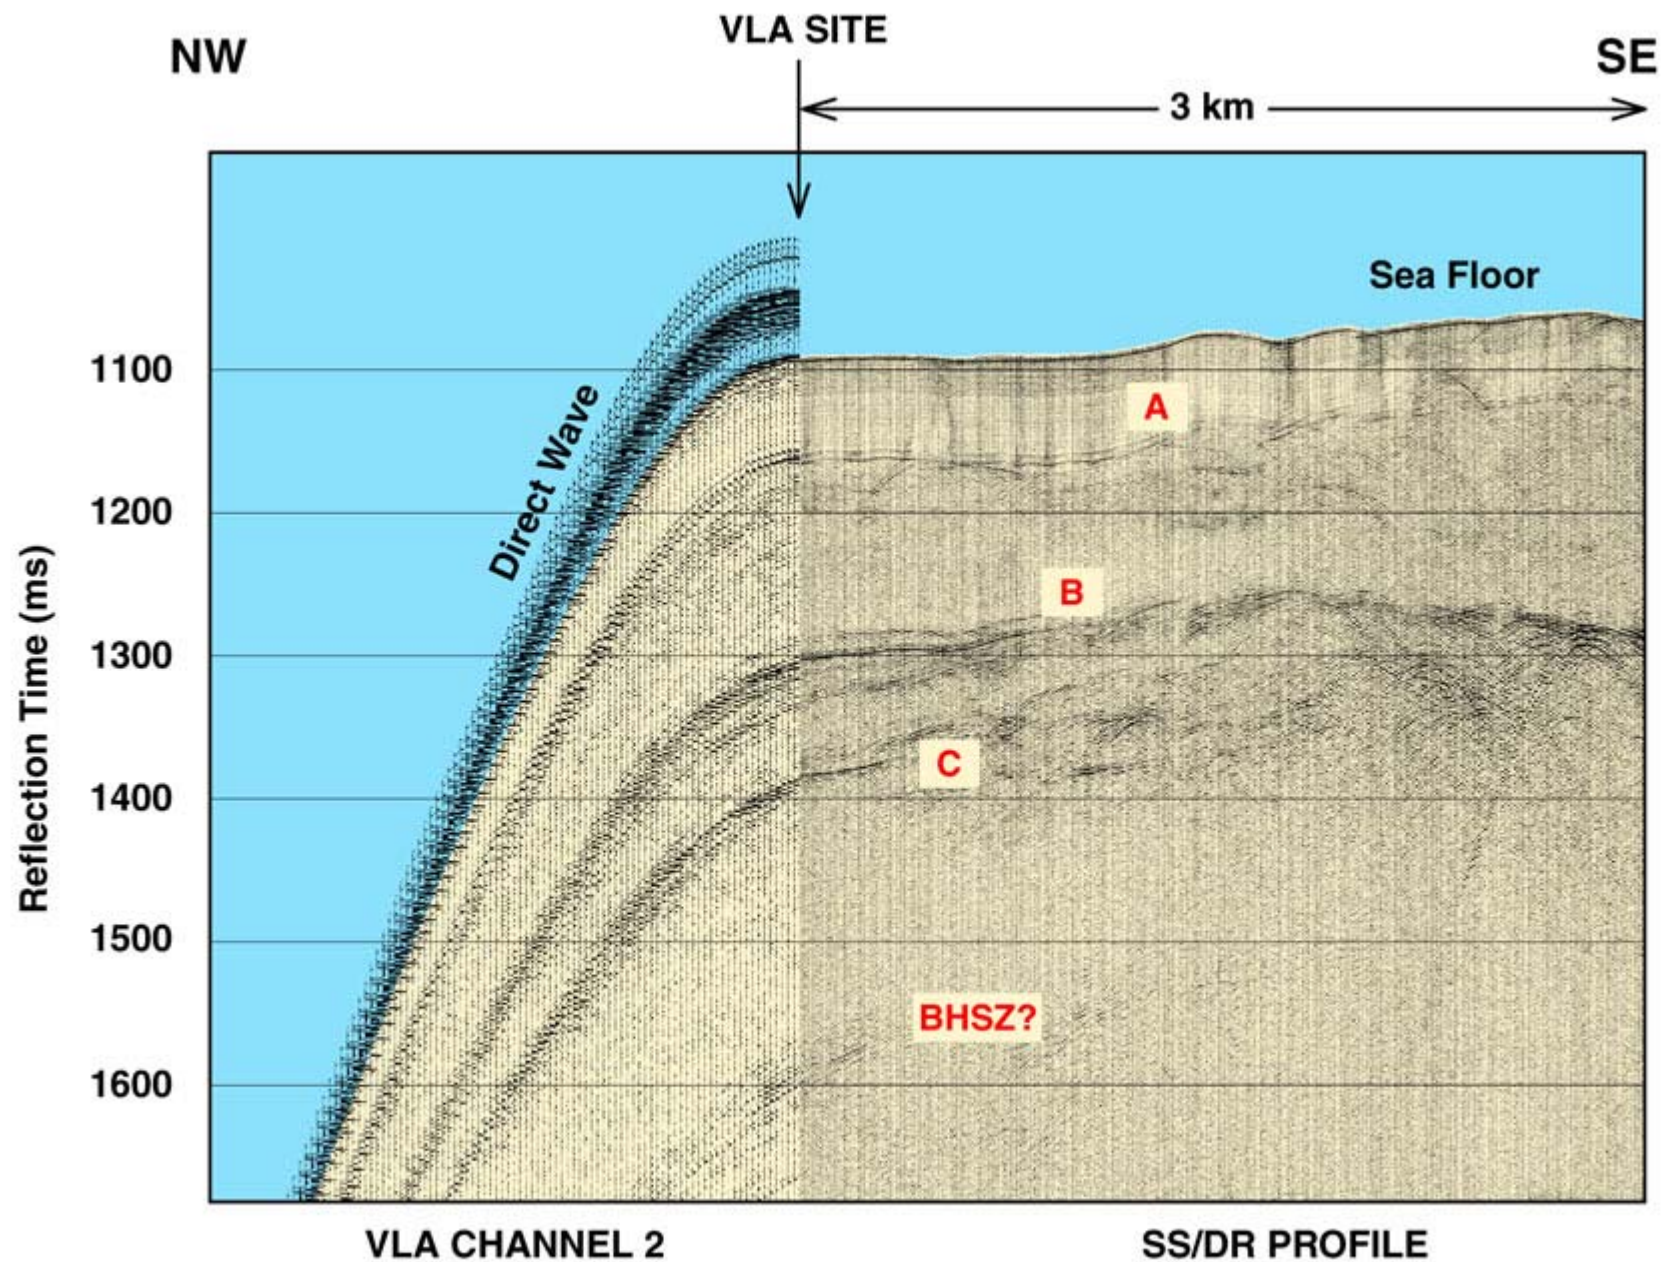 VLA SITE
NW
SE
3 km
Sea Floor
1100
A
Direct Wave
1200
B
1300
C
1400
Reflection Time (ms)
1500
BHSZ?
1600
VLA CHANNEL 2
SS/DR PROFILE